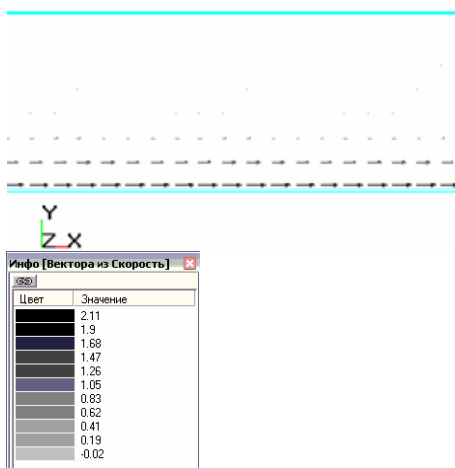 Y
Z X
Инфо [Вектора из Скорость]
Цвет Значение
2.11
1.9
1.68
1.47
1.26
1.05
0.83
0.62
0.41
0.19
-0.02